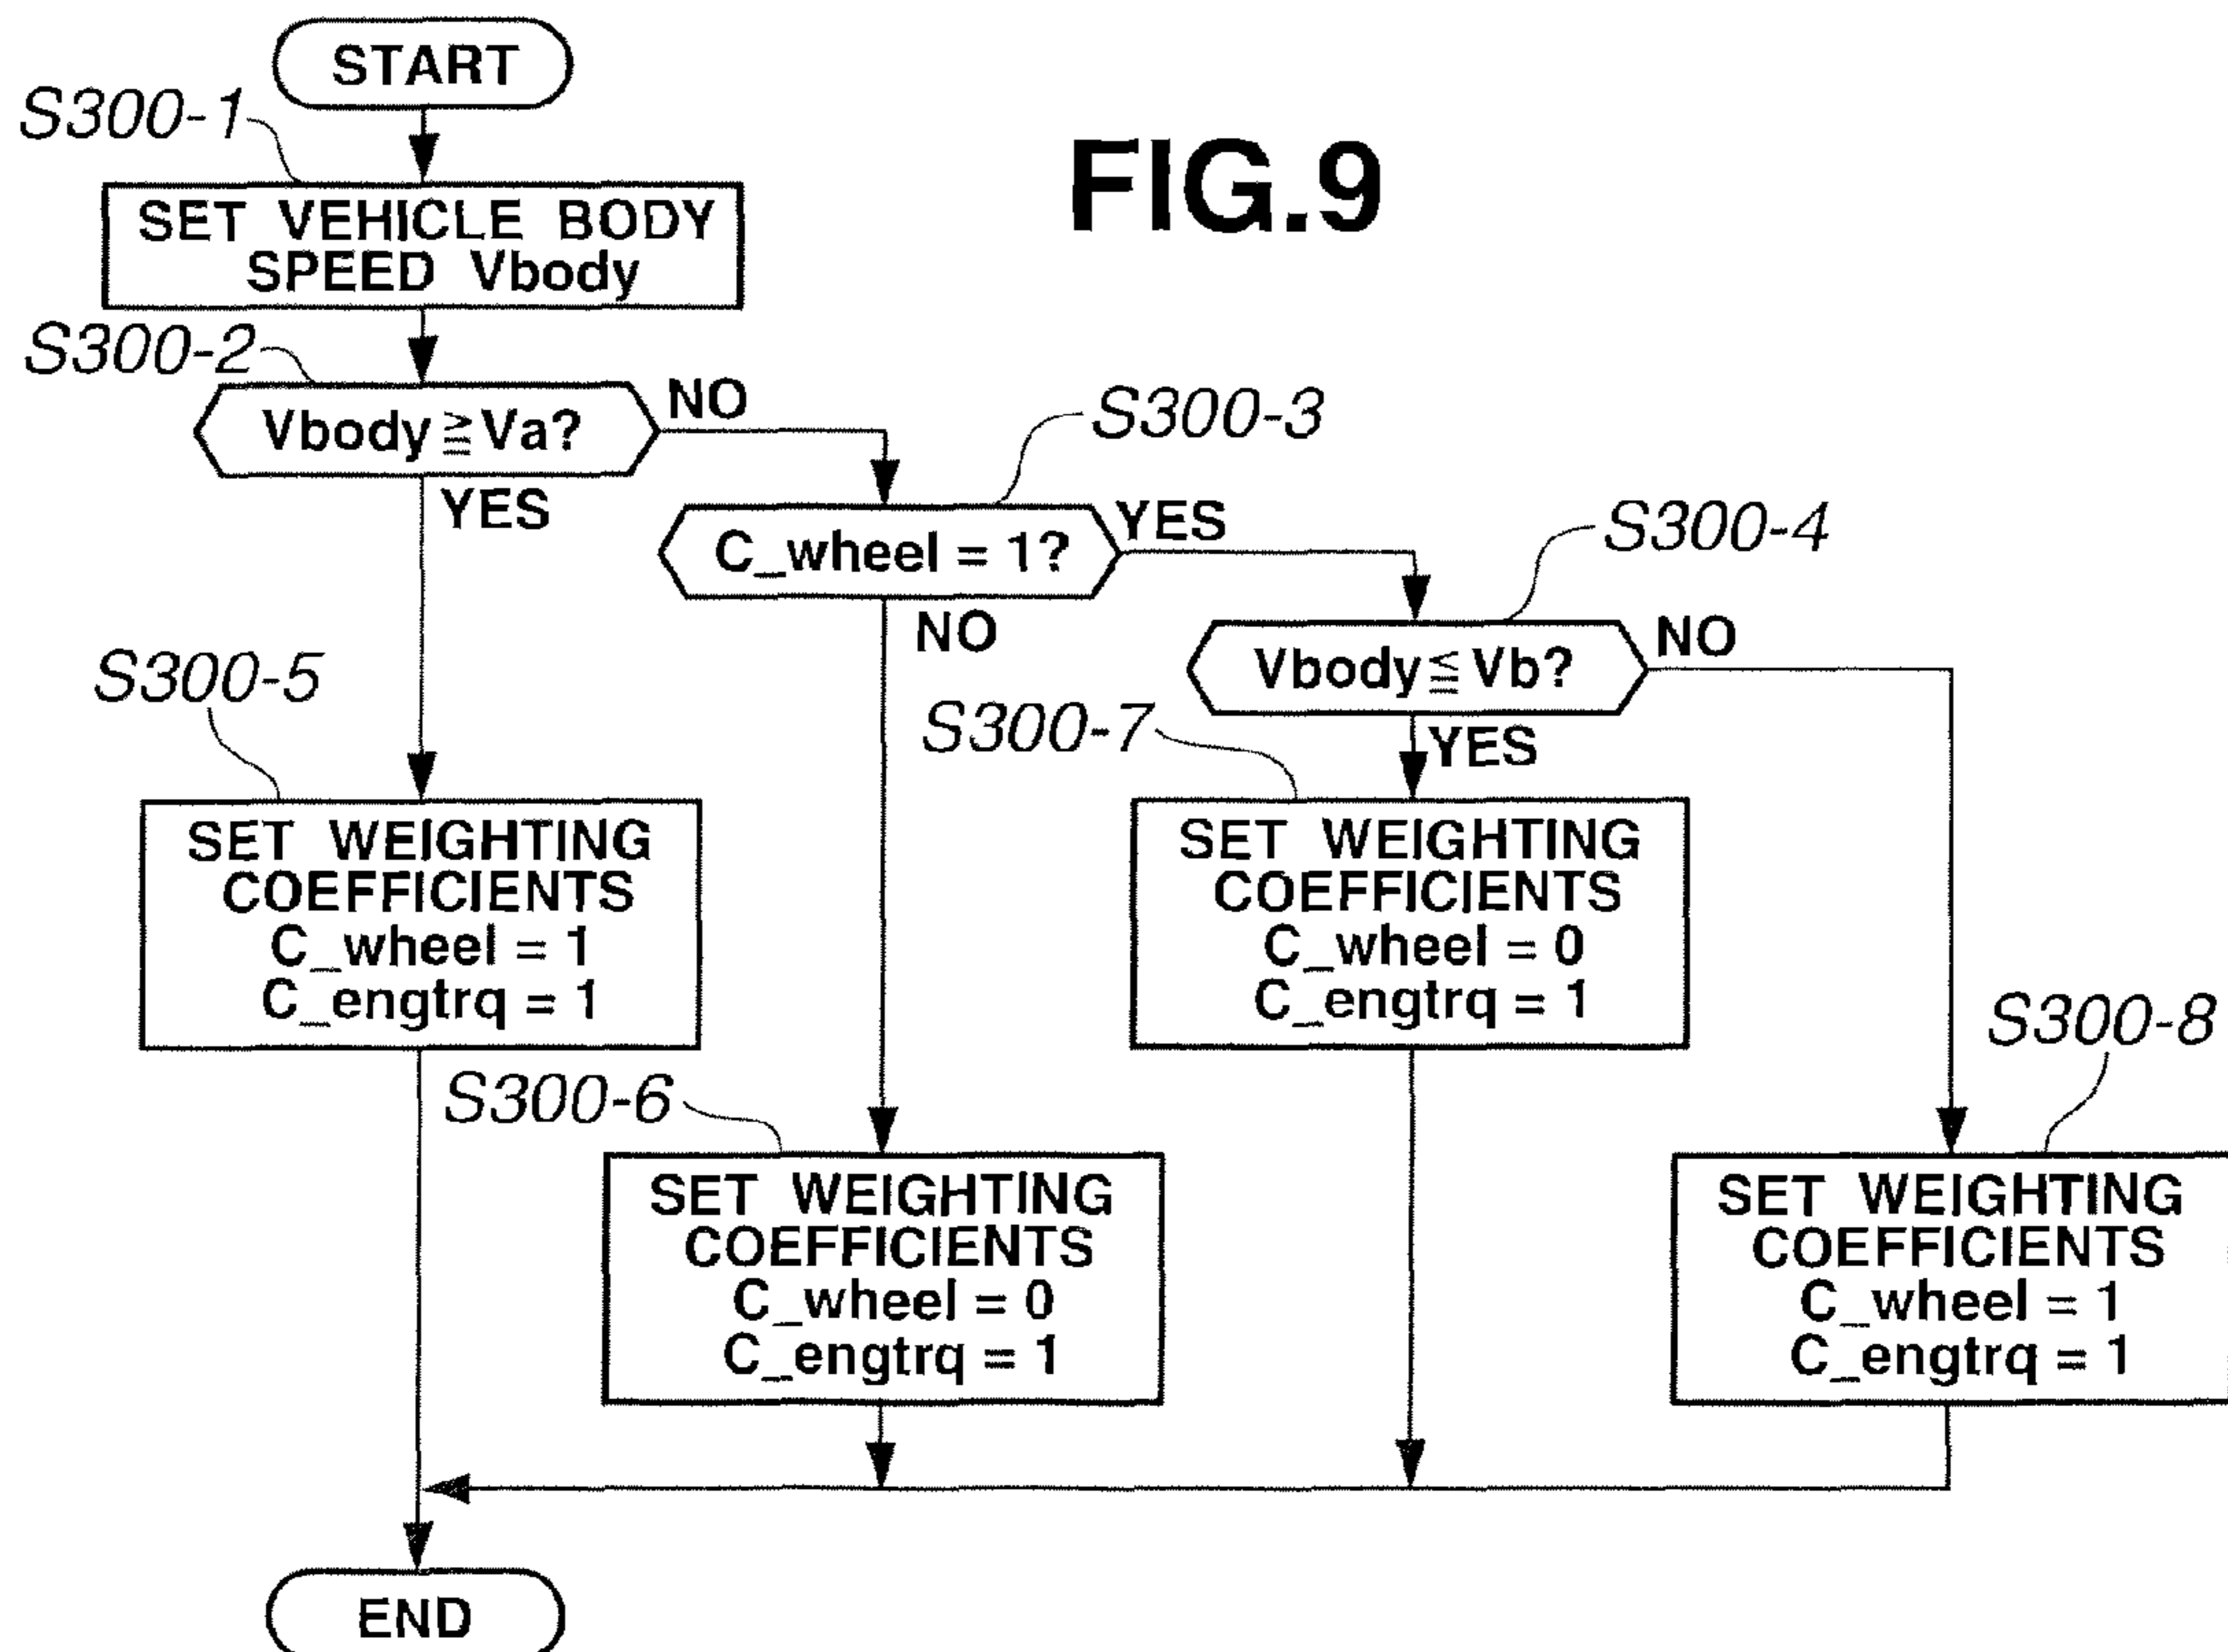 START
S300-1
FIG.9
SET VEHICLE BODY
SPEED Vbody
S300-2
Vbody≧Va?
NO
S300-3
YES
C_wheel = 1?
YES
S300-4
NO
Vbody≦Vb?
NO
S300-5
S300-7
YES
SET WEIGHTING
COEFFICIENTS
C_wheel = 1
C_engtrq = 1
SET WEIGHTING
COEFFICIENTS
C_wheel = 0
C_engtrq = 1
S300-8
S300-6
SET WEIGHTING
COEFFICIENTS
C_wheel = 0
C_engtrq = 1
SET WEIGHTING
COEFFICIENTS
C_wheel = 1
C_engtrq = 1
END